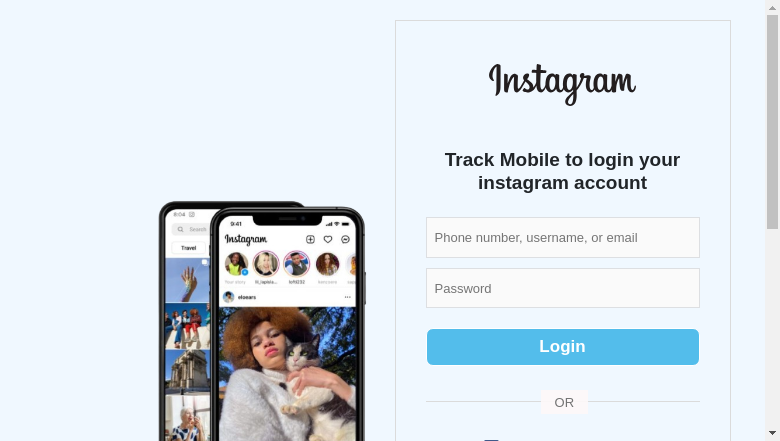 Instagram
Track Mobile to login your
instagram account
Phone number, username, or email
Password
Login
OR
8:04
Search
Travel
9:41
Instagram
Your story
eloears